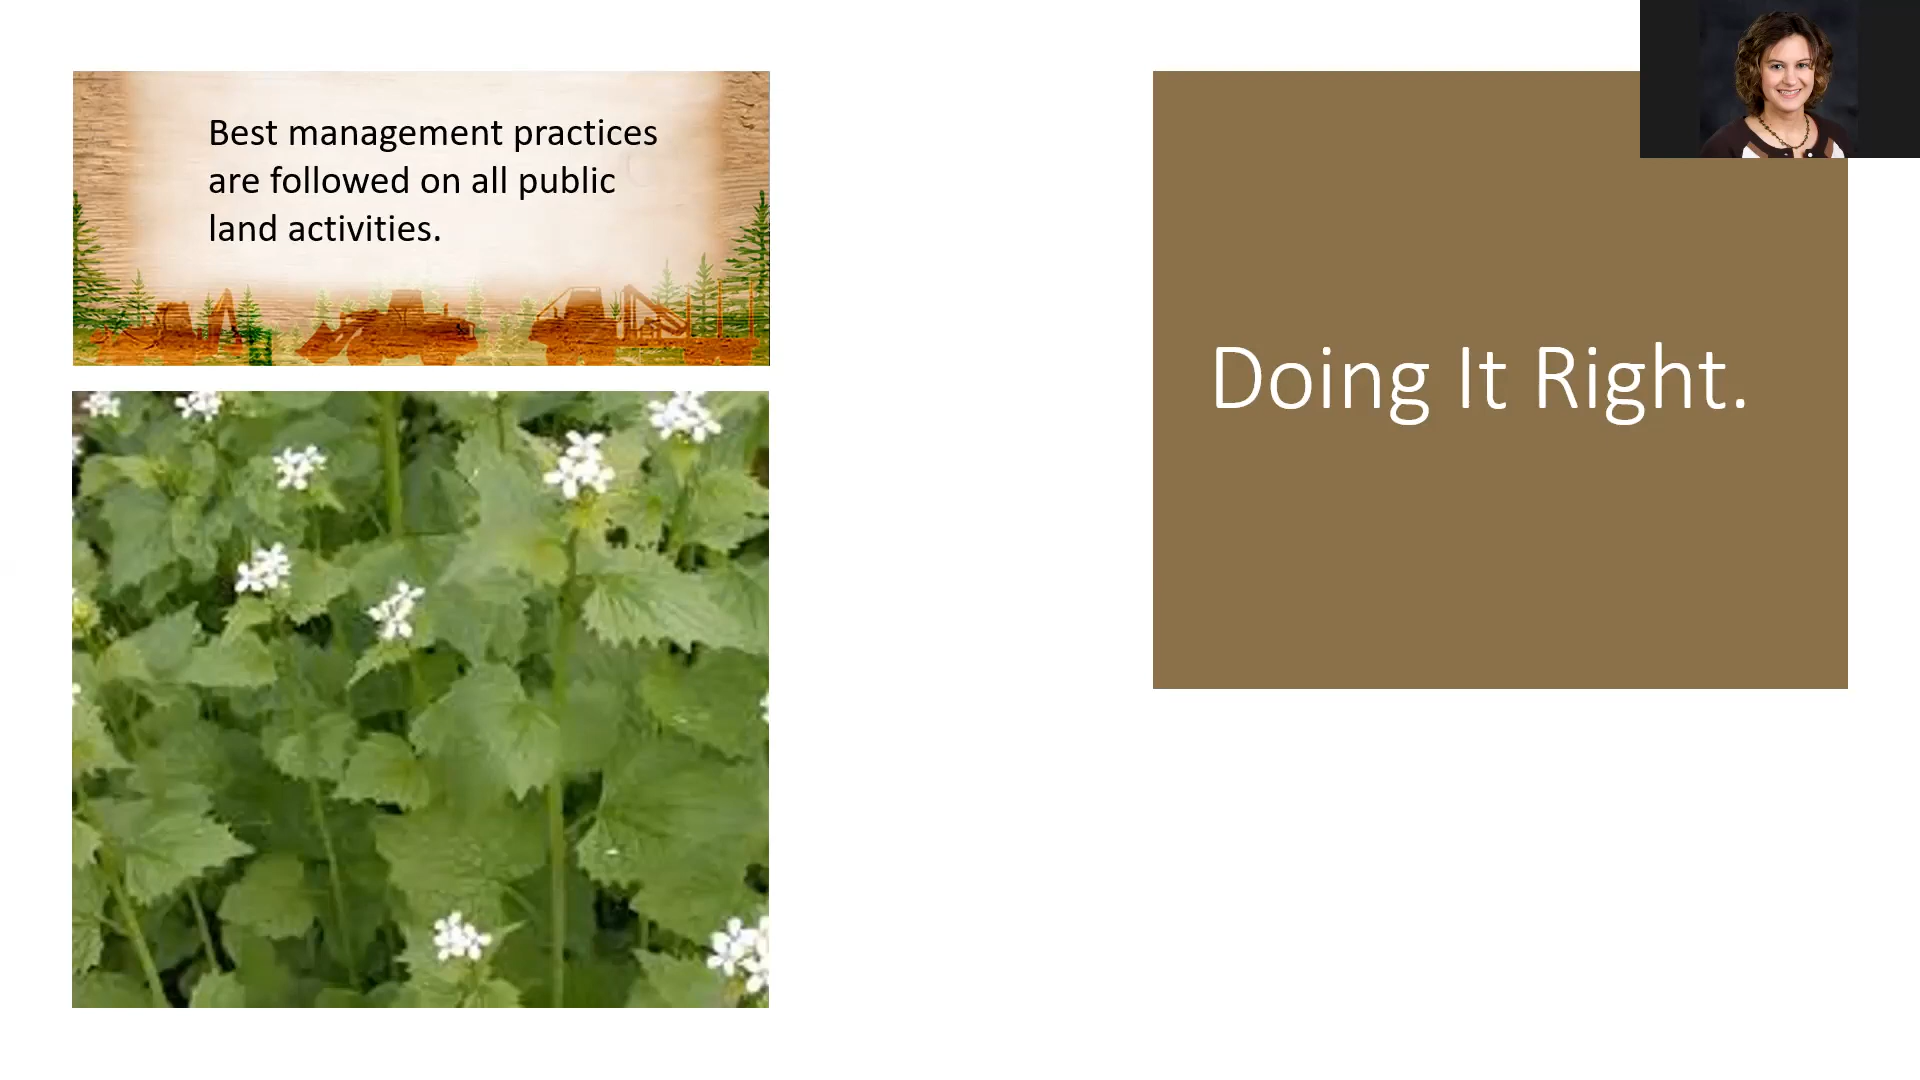 Best management practices
are followed on all public
land activities.
Doing It Right.